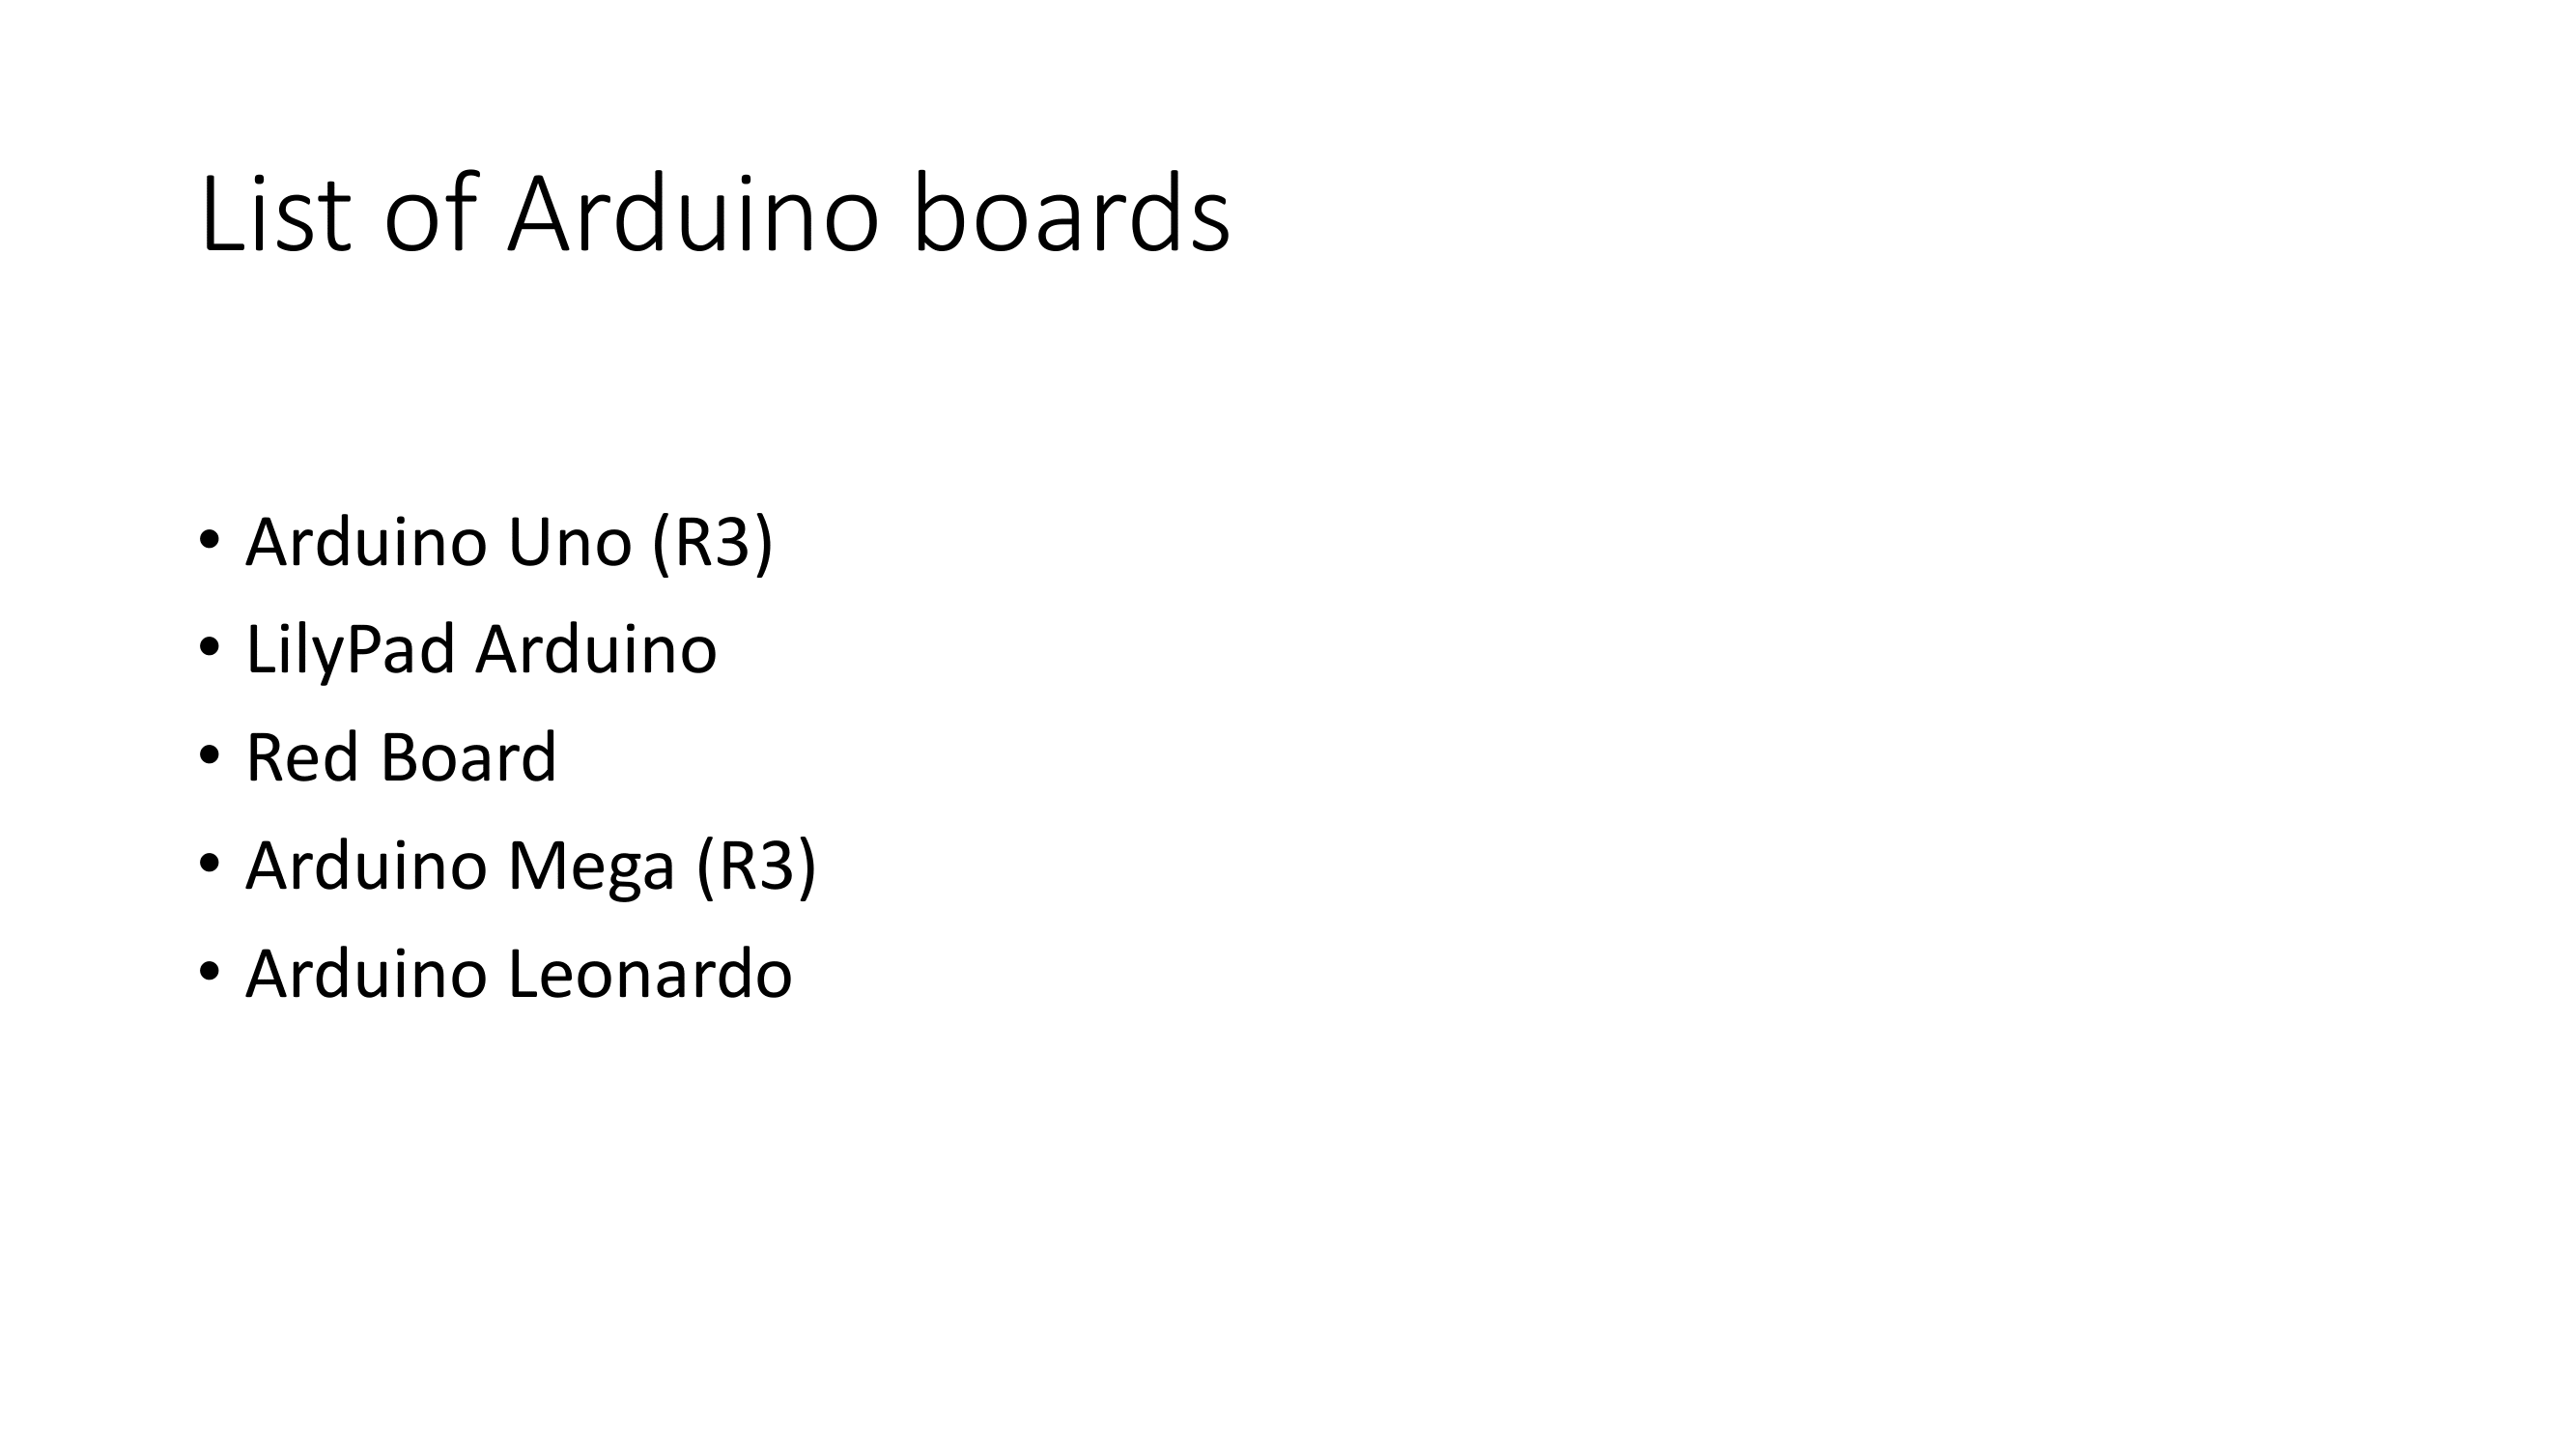 List of Arduino boards
• Arduino Uno (R3)
• LilyPad Arduino
• Red Board
• Arduino Mega (R3)
• Arduino Leonardo